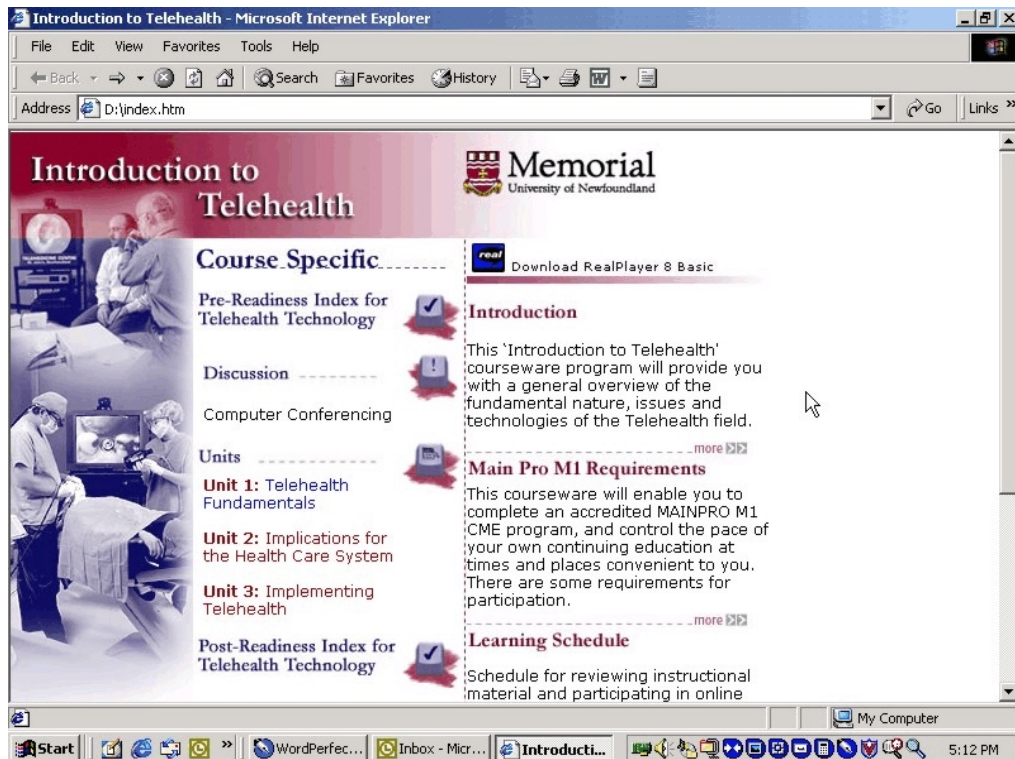 Introduction to Telehealth - Microsoft Internet Explorer
File Edit View Favorites Tools Help
Back Search Favorites History
Address D:\index.htm Go Links »
Introduction to
Telehealth
Memorial
University of Newfoundland
Course Specific
Pre-Readiness Index for
Telehealth Technology
Discussion
Computer Conferencing
Units
Unit 1: Telehealth
Fundamentals
Unit 2: Implications for
the Health Care System
Unit 3: Implementing
Telehealth
Post-Readiness Index for
Telehealth Technology
real
Download RealPlayer 8 Basic
Introduction
This `Introduction to Telehealth'
courseware program will provide you
with a general overview of the
fundamental nature, issues and
technologies of the Telehealth field.
more
Main Pro M1 Requirements
This courseware will enable you to
complete an accredited MAINPRO M1
CME program, and control the pace of
your own continuing education at
times and places convenient to you.
There are some requirements for
participation.
more
Learning Schedule
Schedule for reviewing instructional
material and participating in online
My Computer
Start » WordPerfec... Inbox - Micr... Introducti... 5:12 PM